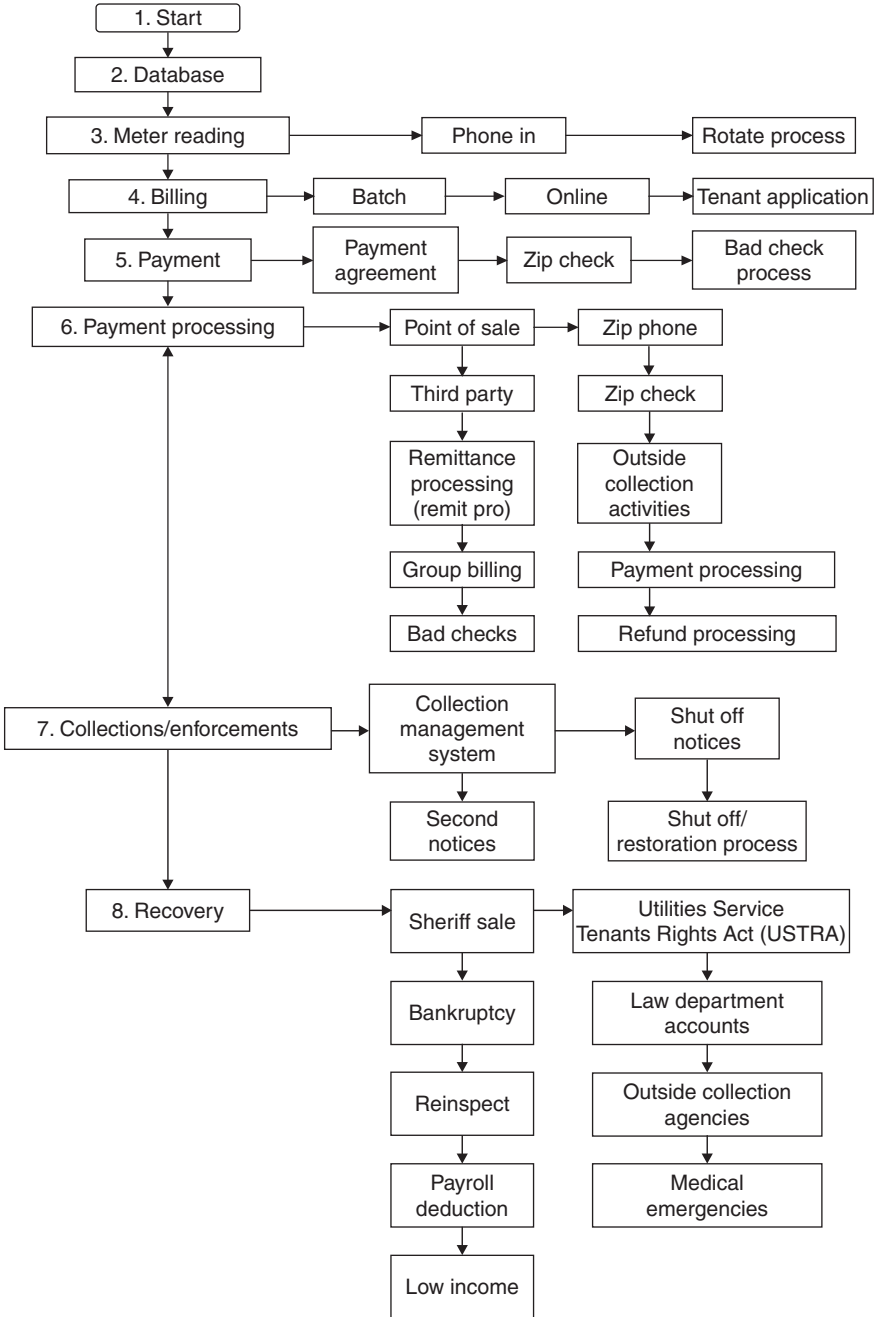 1. Start
2. Database
3. Meter reading
Phone in
Rotate process
4. Billing
Batch
Online
Tenant application
5. Payment
Payment
agreement
Zip check
Bad check
process
6. Payment processing
Point of sale
Zip phone
Third party
Zip check
Remittance
processing
(remit pro)
Outside
collection
activities
Group billing
Payment processing
Bad checks
Refund processing
7. Collections/enforcements
Collection
management
system
Shut off
notices
Second
notices
Shut off/
restoration process
8. Recovery
Sheriff sale
Utilities Service
Tenants Rights Act (USTRA)
Bankruptcy
Law department
accounts
Reinspect
Outside collection
agencies
Payroll
deduction
Medical
emergencies
Low income